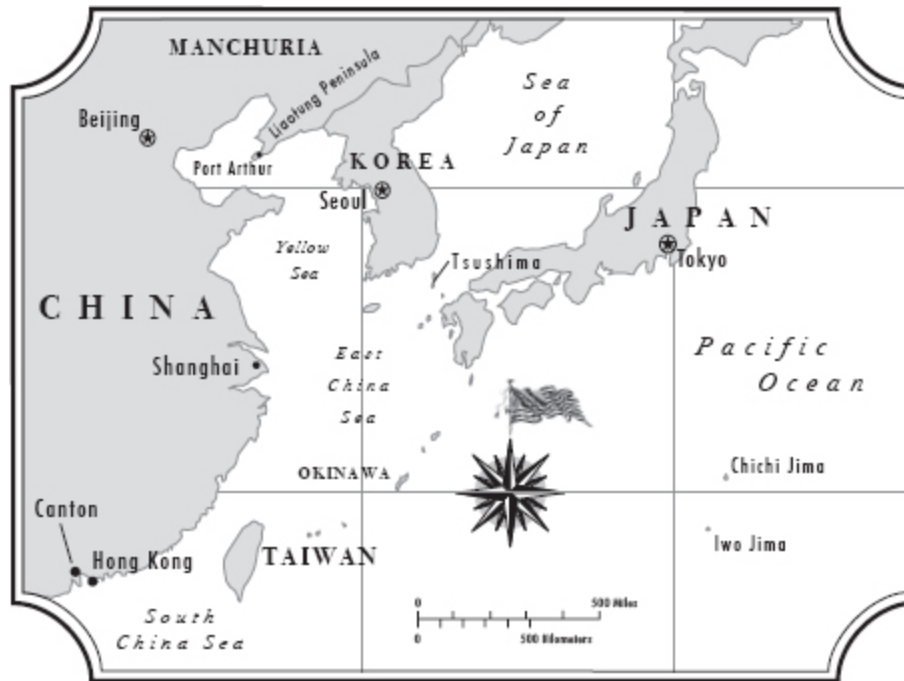 MANCHURIA
Liaotung Peninsula
Sea
of
Japan
Beijing
Port Arthur
KOREA
Seoul
JAPAN
Tokyo
Yellow
Sea
Tsushima
CHINA
Shanghai
East
China
Sea
Pacific
Ocean
OKINAWA
Chichi Jima
Canton
Hong Kong
TAIWAN
Iwo Jima
South
China Sea
0 500 Miles
0 500 Kilometers